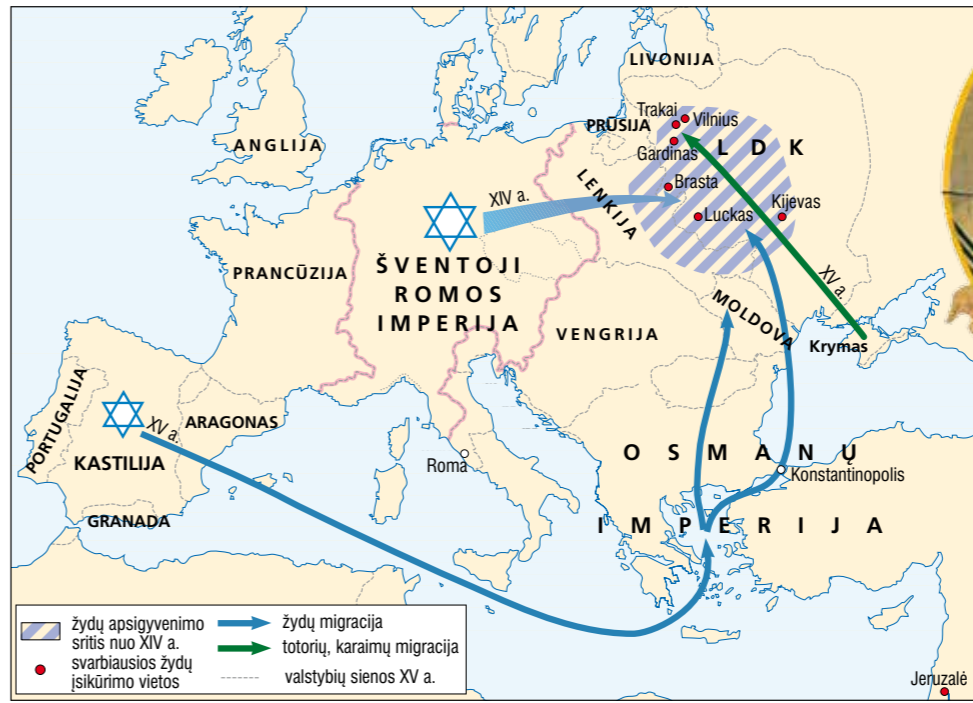 LIVONIJA
Trakai
Vilnius
PRŪSIJA
L D K
Gardinas
ANGLIJA
LENKIJA
Brasta
XIV a.
Luckas
Kijevas
PRANCŪZIJA
ŠVENTOJI
ROMOS
IMPERIJA
XV a.
MOLDOVA
VENGRIJA
Krymas
PORTUGALIJA
ARAGONAS
XV a.
KASTILIJA
Roma
O S M A N Ų
Konstantinopolis
GRANADA
I M P E R I J A
žydų apsigyvenimo
sritis nuo XIV a.
svarbiausios žydų
įsikūrimo vietos
žydų migracija
totorių, karaimų migracija
valstybių sienos XV a.
Jeruzalė